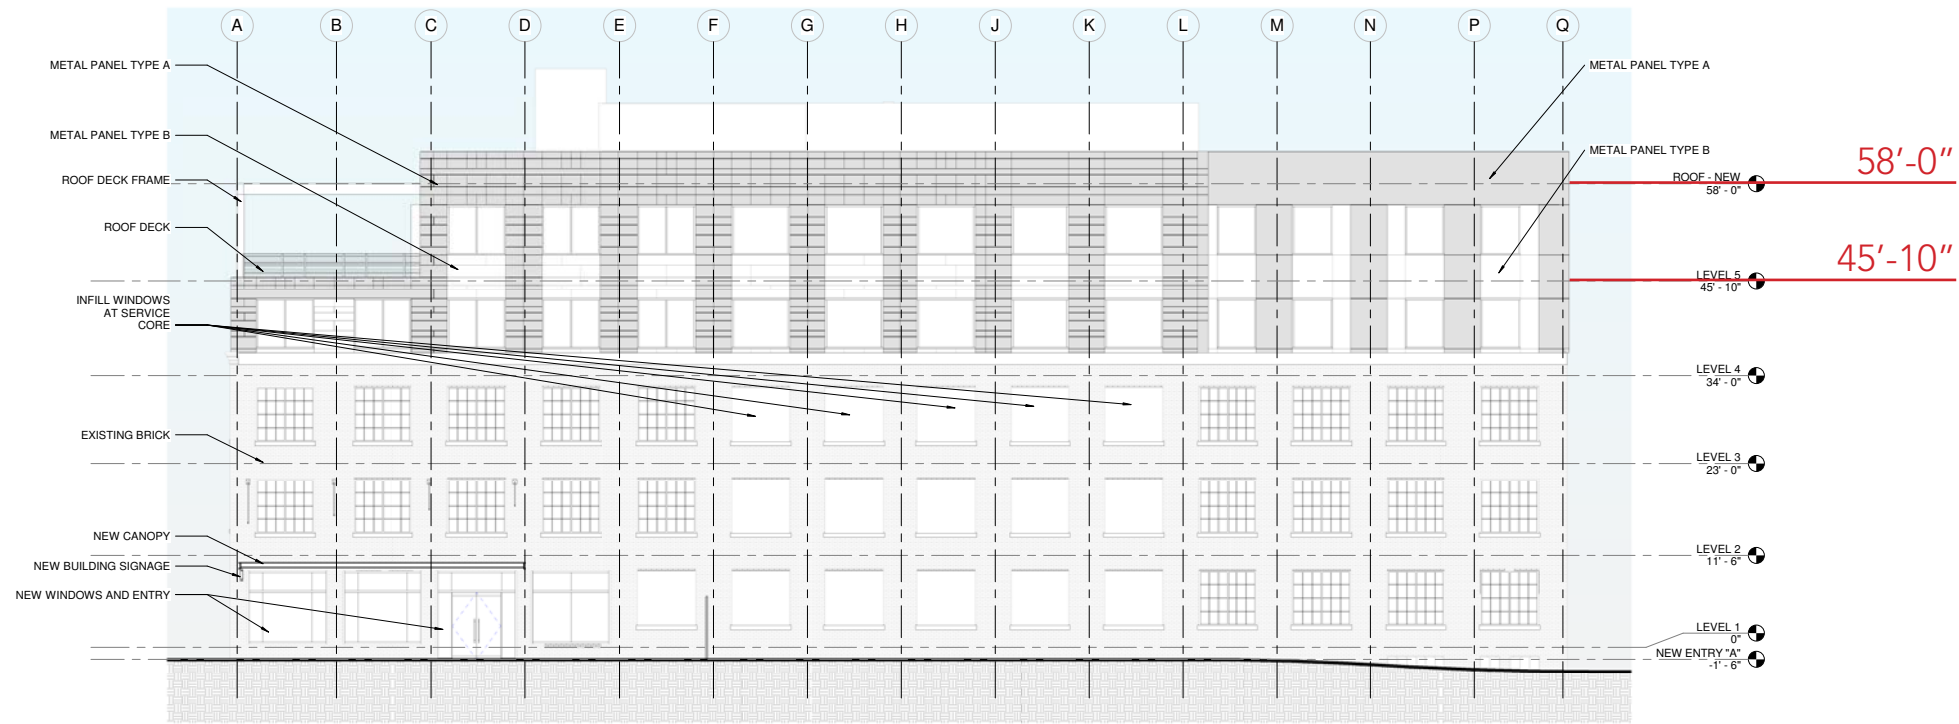 A B C D E F G H J K L M N P Q
METAL PANEL TYPE A
METAL PANEL TYPE B
ROOF DECK FRAME
ROOF DECK
INFILL WINDOWS
AT SERVICE
CORE
EXISTING BRICK
NEW CANOPY
NEW BUILDING SIGNAGE
NEW WINDOWS AND ENTRY
METAL PANEL TYPE A
METAL PANEL TYPE B
ROOF - NEW
58' - 0"
58'-0"
LEVEL 5
45' - 10"
45'-10"
LEVEL 4
34' - 0"
LEVEL 3
23' - 0"
LEVEL 2
11' - 6"
LEVEL 1
0"
NEW ENTRY "A"
-1' - 6"